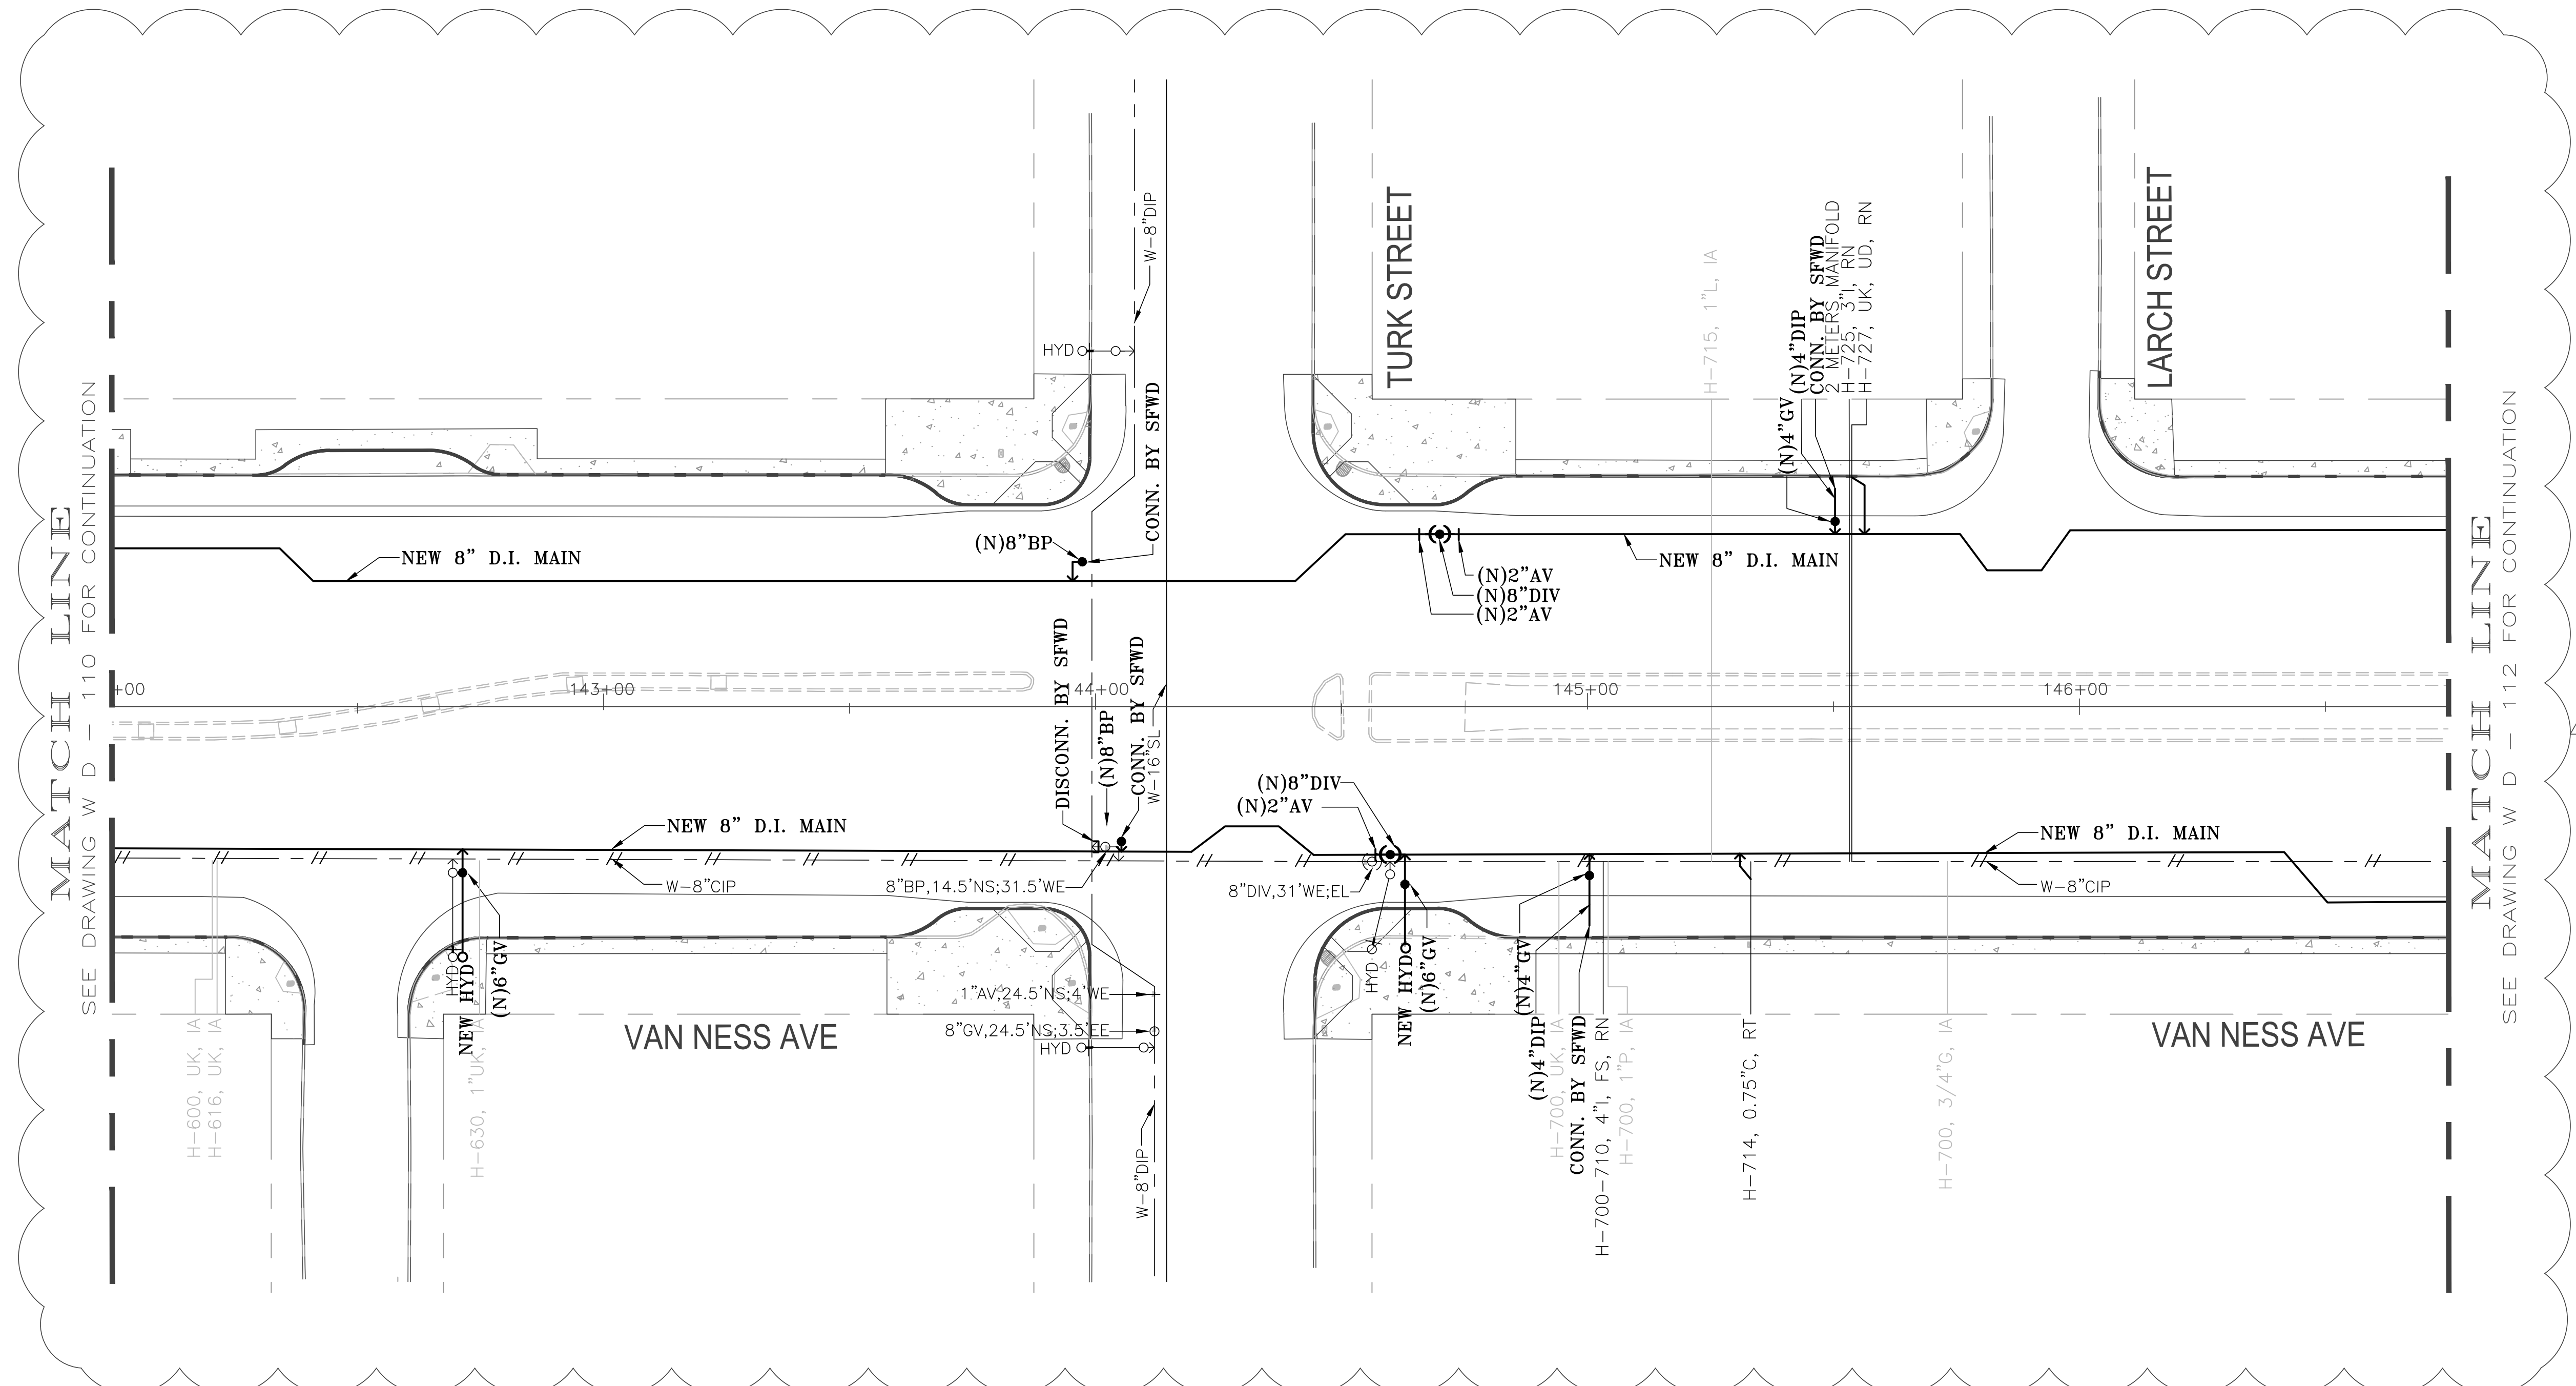 MATCH LINE
SEE DRAWING W D - 110 FOR CONTINUATION
W-8"DIP
HYD
CONN. BY SFWD
(N)8"BP
NEW 8" D.I. MAIN
TURK STREET
LARCH STREET
H-715, 1"L, IA
(N)4"GV
(N)4"DIP
CONN. BY SFWD
2 METERS, MANIFOLD
H-725, 3"I, RN
H-727, UK, UD, RN
NEW 8" D.I. MAIN
(N)2"AV
(N)8"DIV
(N)2"AV
+00
143+00
44+00
145+00
146+00
DISCONN. BY SFWD
(N)8"BP
CONN. BY SFWD
W-16"SL
NEW 8" D.I. MAIN
W-8"CIP
8"BP,14.5'NS;31.5'WE
(N)8"DIV
(N)2"AV
8"DIV,31'WE;EL
NEW 8" D.I. MAIN
W-8"CIP
HYD
NEW HYD
(N)6"GV
H-600, UK, IA
H-616, UK, IA
H-630, 1"UK, IA
VAN NESS AVE
1"AV,24.5'NS;4'WE
8"GV,24.5'NS;3.5'EE
HYD
W-8"DIP
HYD
NEW HYD
(N)6"GV
(N)4"GV
(N)4"DIP
H-700, UK, IA
CONN. BY SFWD
H-700-710, 4"I, FS, RN
H-700, 1"P, IA
H-714, 0.75"C, RT
H-700, 3/4"G, IA
VAN NESS AVE
MATCH LINE
SEE DRAWING W D - 112 FOR CONTINUATION